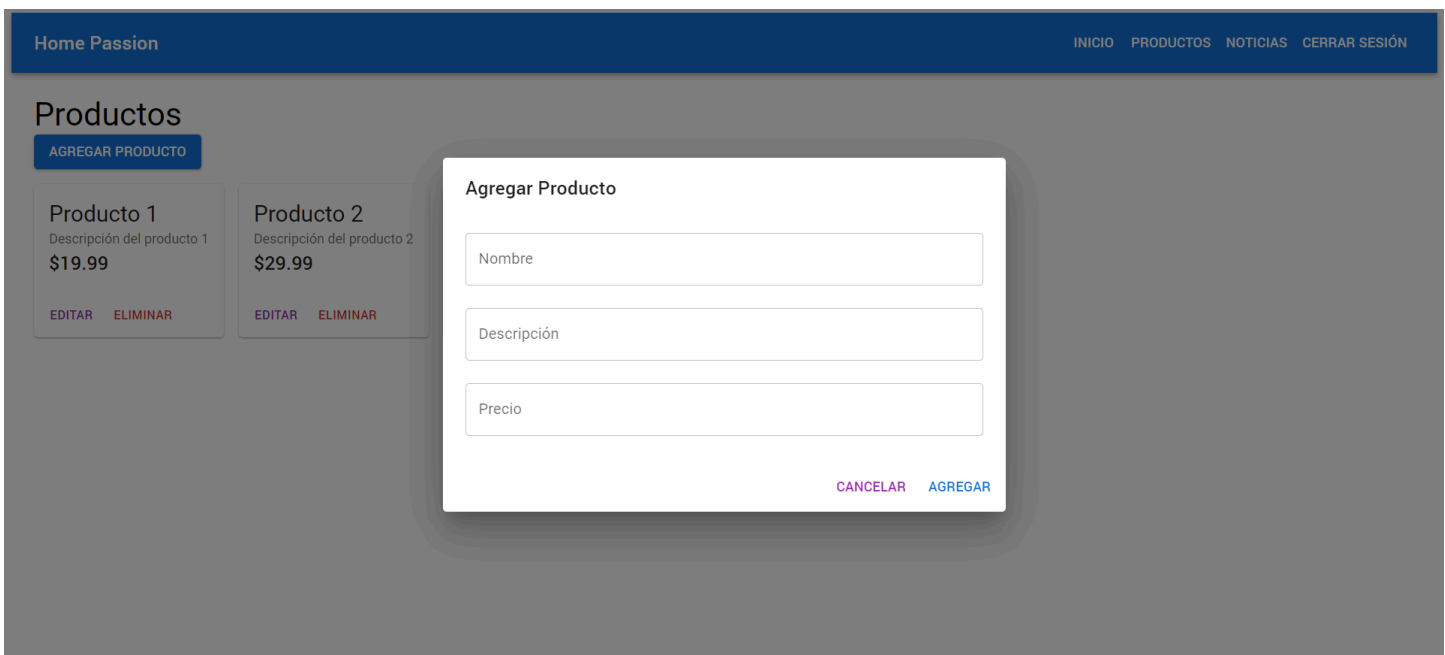 Home Passion
INICIO PRODUCTOS NOTICIAS CERRAR SESIÓN
Productos
AGREGAR PRODUCTO
Producto 1
Descripción del producto 1
$19.99
EDITAR ELIMINAR
Producto 2
Descripción del producto 2
$29.99
EDITAR ELIMINAR
Agregar Producto
Nombre
Descripción
Precio
CANCELAR AGREGAR